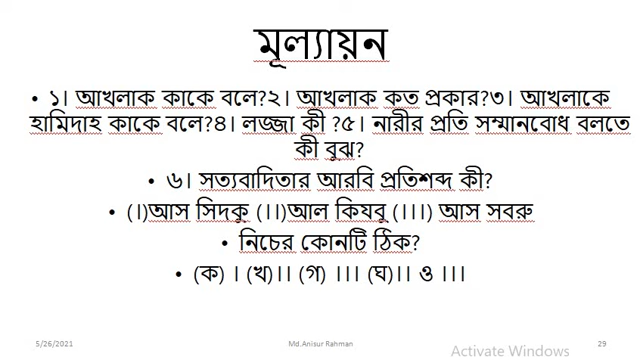 মূল্যায়ন
• ১। আখলাক কাকে বলে?২। আখলাক কত প্রকার?৩। আখলাকে
হামিদাহ কাকে বলে?৪। লজ্জা কী ?৫। নারীর প্রতি সম্মানবোধ বলতে
কী বুঝ?
• ৬। সত্যবাদিতার আরবি প্রতিশব্দ কী?
• (।)আস সিদকু (।।)আল কিযবু (।।।) আস সবরু
• নিচের কোনটি ঠিক?
• (ক) । (খ)।। (গ) ।।। (ঘ)।। ও ।।।
5/26/2021 Md.Anisur Rahman 29
Activate Windows